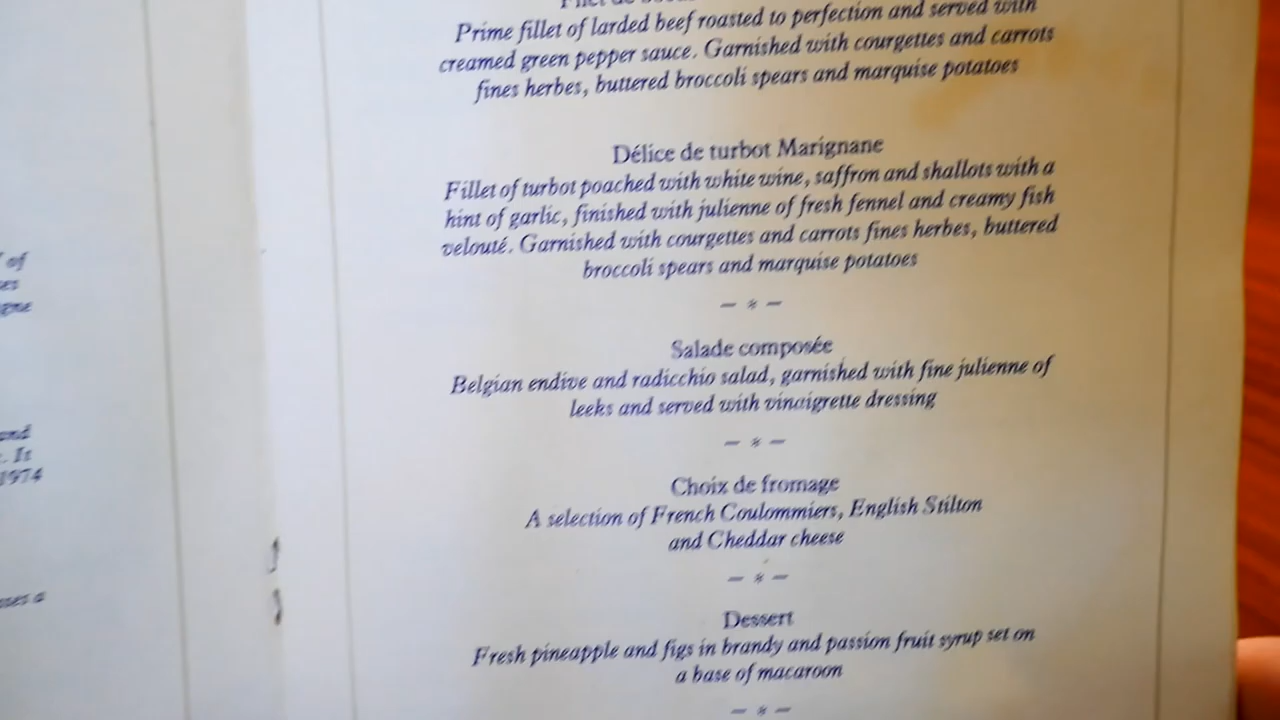 Filet de
Prime fillet of larded beef roasted to perfection and served with
creamed green pepper sauce. Garnished with courgettes and carrots
fines herbes, buttered broccoli spears and marquise potatoes
Délice de turbot Marignane
Fillet of turbot poached with white wine, saffron and shallots with a
hint of garlic, finished with julienne of fresh fennel and creamy fish
velouté. Garnished with courgettes and carrots fines herbes, buttered
broccoli spears and marquise potatoes
— * —
Salade composée
Belgian endive and radicchio salad, garnished with fine julienne of
leeks and served with vinaigrette dressing
— * —
Choix de fromage
A selection of French Coulommiers, English Stilton
and Cheddar cheese
— * —
Dessert
Fresh pineapple and figs in brandy and passion fruit syrup set on
a base of macaroon
— * —
of
and
. It
1974
a